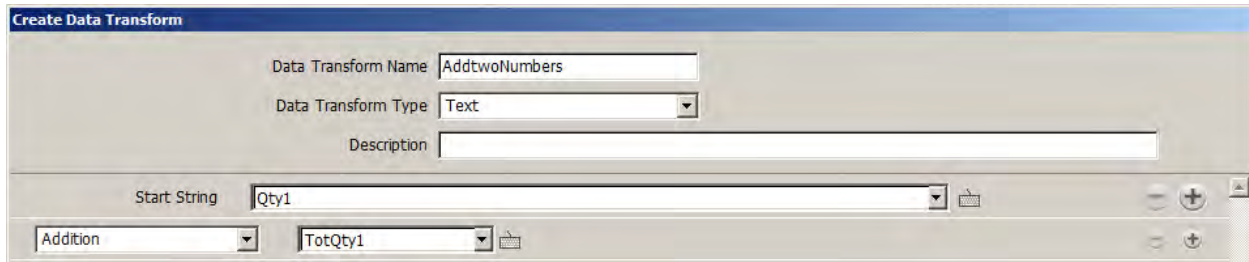 Create Data Transform
Data Transform Name AddtwoNumbers
Data Transform Type Text
Description
Start String Qty1
Addition TotQty1